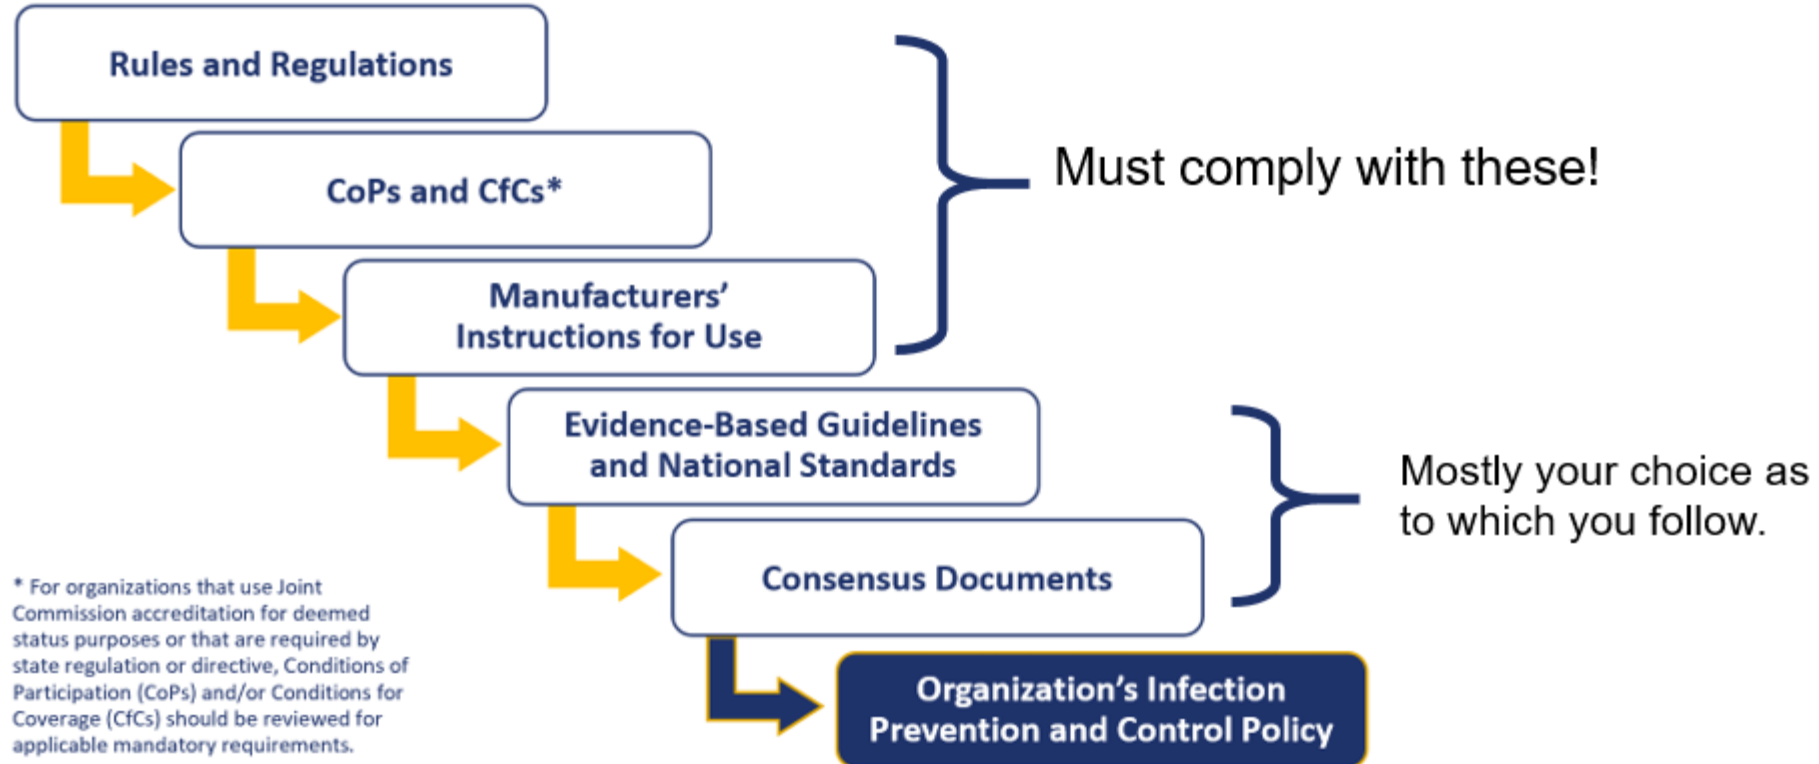 Rules and Regulations
CoPs and CfCs*
Manufacturers'
Instructions for Use
Must comply with these!
Evidence-Based Guidelines
and National Standards
Consensus Documents
Mostly your choice as
to which you follow.
Organization's Infection
Prevention and Control Policy
* For organizations that use Joint
Commission accreditation for deemed
status purposes or that are required by
state regulation or directive, Conditions of
Participation (CoPs) and/or Conditions for
Coverage (CfCs) should be reviewed for
applicable mandatory requirements.